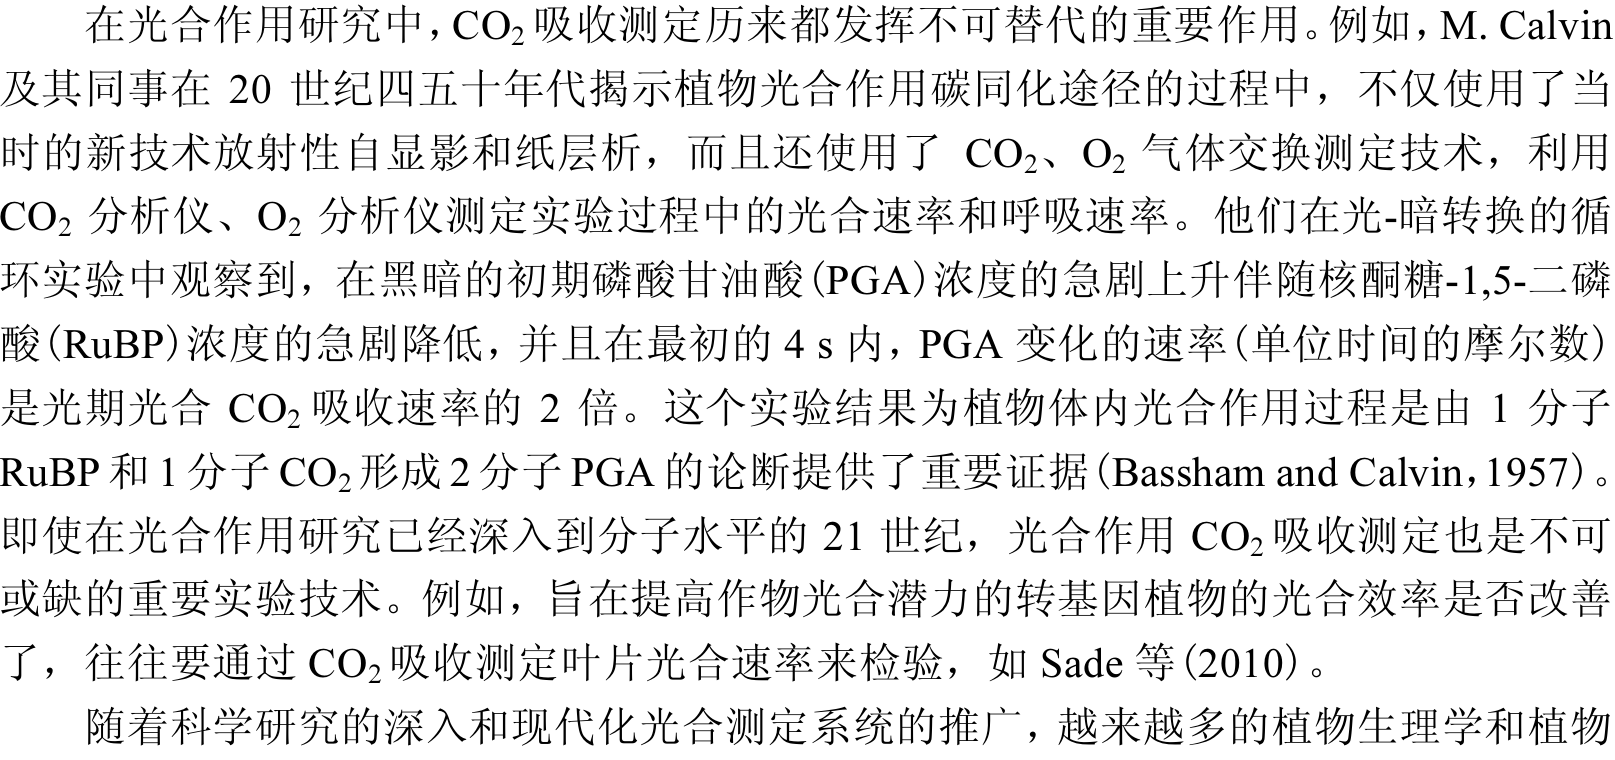 在光合作用研究中，CO₂吸收测定历来都发挥不可替代的重要作用。例如，M. Calvin
及其同事在 20 世纪四五十年代揭示植物光合作用碳同化途径的过程中，不仅使用了当
时的新技术放射性自显影和纸层析，而且还使用了 CO₂、O₂ 气体交换测定技术，利用
CO₂ 分析仪、O₂ 分析仪测定实验过程中的光合速率和呼吸速率。他们在光-暗转换的循
环实验中观察到，在黑暗的初期磷酸甘油酸(PGA)浓度的急剧上升伴随核酮糖-1,5-二磷
酸(RuBP)浓度的急剧降低，并且在最初的 4 s 内，PGA 变化的速率(单位时间的摩尔数)
是光期光合 CO₂吸收速率的 2 倍。这个实验结果为植物体内光合作用过程是由 1 分子
RuBP 和 1 分子 CO₂形成 2 分子 PGA 的论断提供了重要证据(Bassham and Calvin，1957)。
即使在光合作用研究已经深入到分子水平的 21 世纪，光合作用 CO₂吸收测定也是不可
或缺的重要实验技术。例如，旨在提高作物光合潜力的转基因植物的光合效率是否改善
了，往往要通过 CO₂吸收测定叶片光合速率来检验，如 Sade 等(2010)。
随着科学研究的深入和现代化光合测定系统的推广，越来越多的植物生理学和植物